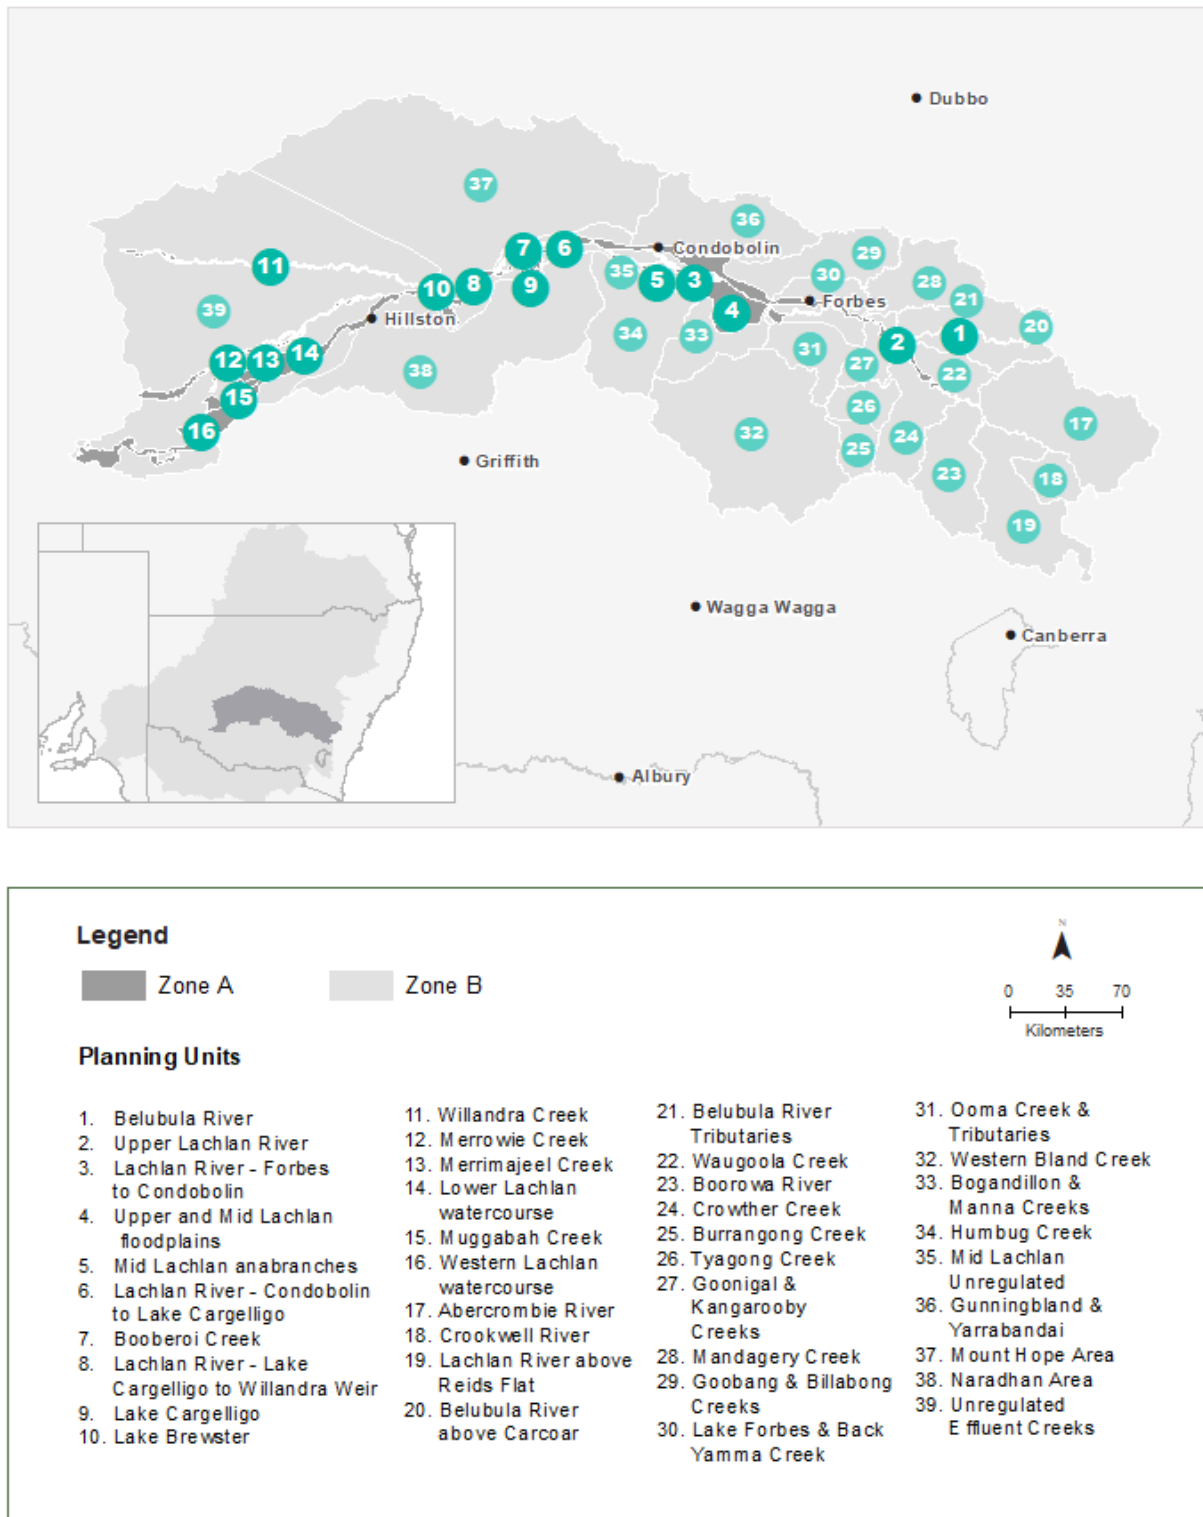 Dubbo
37
36
Condobolin
29
7
6
11
35
5
3
30
28
10
8
9
21
Forbes
39
Hillston
4
34
33
1
20
2
31
12
13
14
38
27
22
15
26
16
32
24
17
25
Griffith
23
18
19
Wagga Wagga
Canberra
Albury
Legend
Zone A
Zone B
N
0 35 70
Kilometers
Planning Units
1. Belubula River
2. Upper Lachlan River
3. Lachlan River - Forbes
to Condobolin
4. Upper and Mid Lachlan
floodplains
5. Mid Lachlan anabranches
6. Lachlan River - Condobolin
to Lake Cargelligo
7. Booberoi Creek
8. Lachlan River - Lake
Cargelligo to Willandra Weir
9. Lake Cargelligo
10. Lake Brewster
11. Willandra Creek
12. Merrowie Creek
13. Merrimajeel Creek
14. Lower Lachlan
watercourse
15. Muggabah Creek
16. Western Lachlan
watercourse
17. Abercrombie River
18. Crookwell River
19. Lachlan River above
Reids Flat
20. Belubula River
above Carcoar
21. Belubula River
Tributaries
22. Waugoola Creek
23. Boorowa River
24. Crowther Creek
25. Burrangong Creek
26. Tyagong Creek
27. Goonigal &
Kangarooby
Creeks
28. Mandagery Creek
29. Goobang & Billabong
Creeks
30. Lake Forbes & Back
Yamma Creek
31. Ooma Creek &
Tributaries
32. Western Bland Creek
33. Bogandillon &
Manna Creeks
34. Humbug Creek
35. Mid Lachlan
Unregulated
36. Gunningbland &
Yarrabandai
37. Mount Hope Area
38. Naradhan Area
39. Unregulated
Effluent Creeks